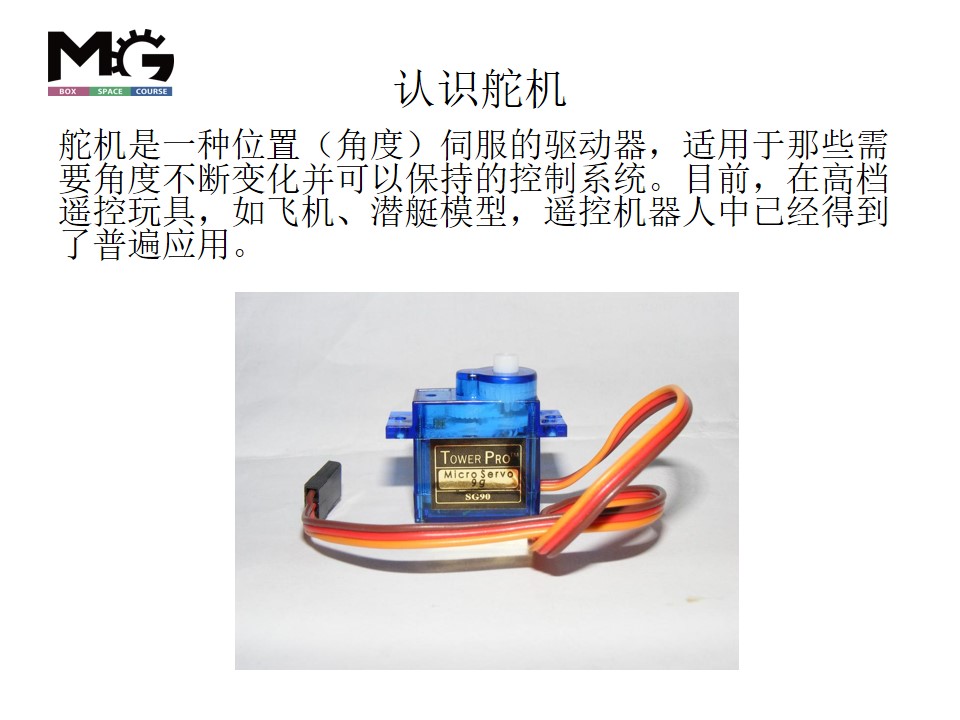 MG
BOX SPACE COURSE
认识舵机
舵机是一种位置（角度）伺服的驱动器，适用于那些需
要角度不断变化并可以保持的控制系统。目前，在高档
遥控玩具，如飞机、潜艇模型，遥控机器人中已经得到
了普遍应用。
TOWER PRO™
Micro Servo
9g
SG90